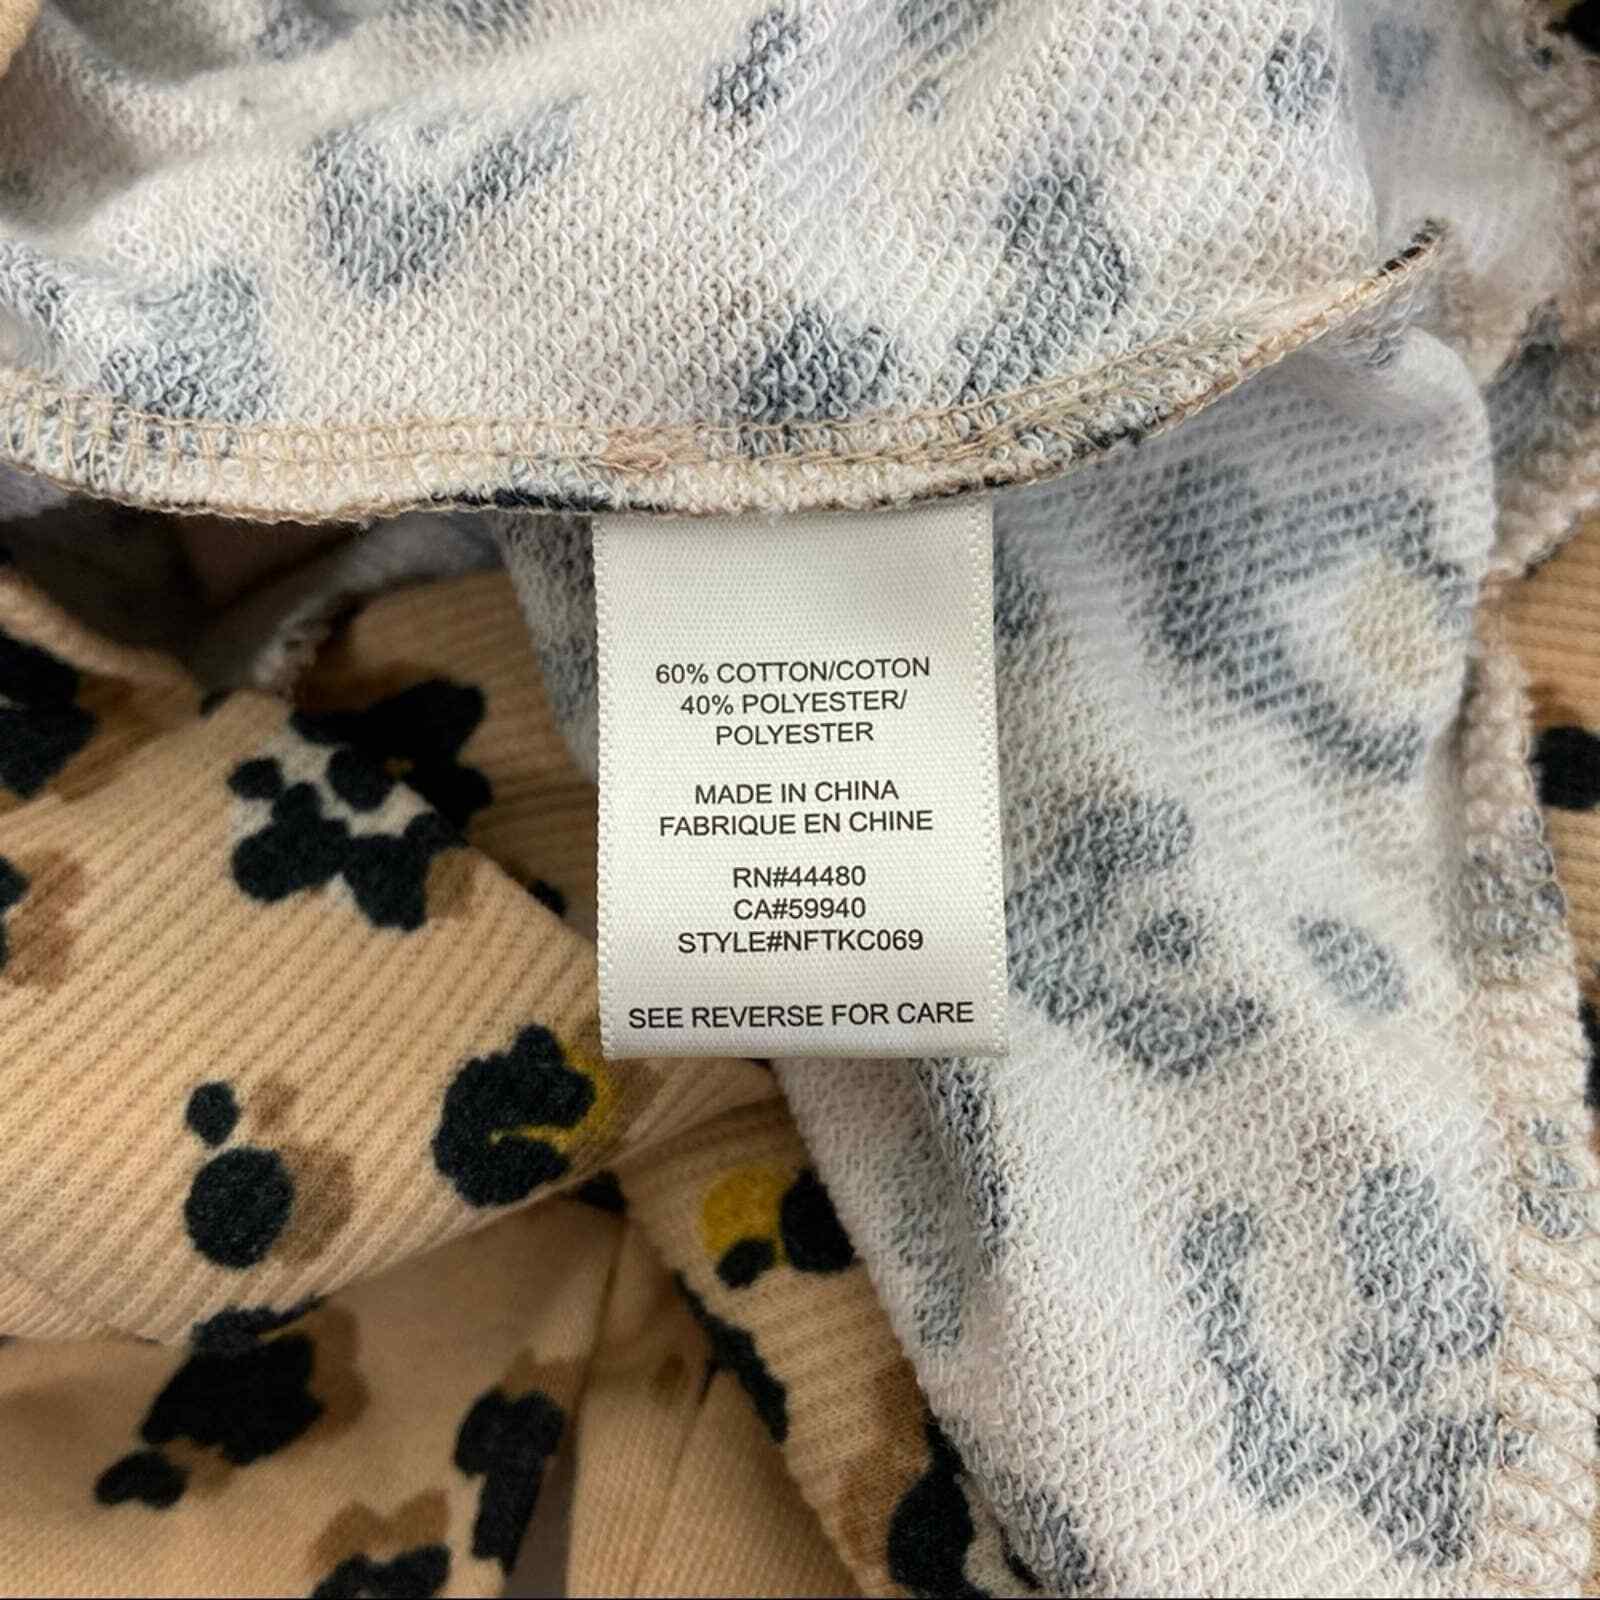 60% COTTON/COTON
40% POLYESTER/
POLYESTER
MADE IN CHINA
FABRIQUE EN CHINE
RN#44480
CA#59940
STYLE#NFTKC069
SEE REVERSE FOR CARE